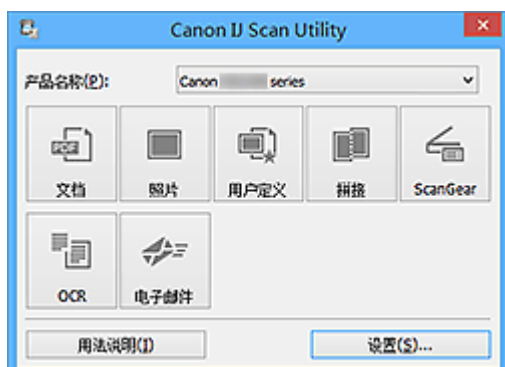 Canon IJ Scan Utility
产品名称(P): Canon series
文档 照片 用户定义 拼接 ScanGear
OCR 电子邮件
用法说明(I) 设置(S)...